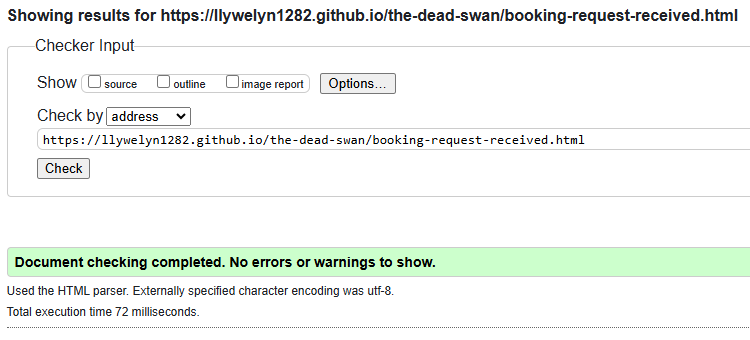 Showing results for https://llywelyn1282.github.io/the-dead-swan/booking-request-received.html
Checker Input
Show source outline image report Options...
Check by address
https://llywelyn1282.github.io/the-dead-swan/booking-request-received.html
Check
Document checking completed. No errors or warnings to show.
Used the HTML parser. Externally specified character encoding was utf-8.
Total execution time 72 milliseconds.